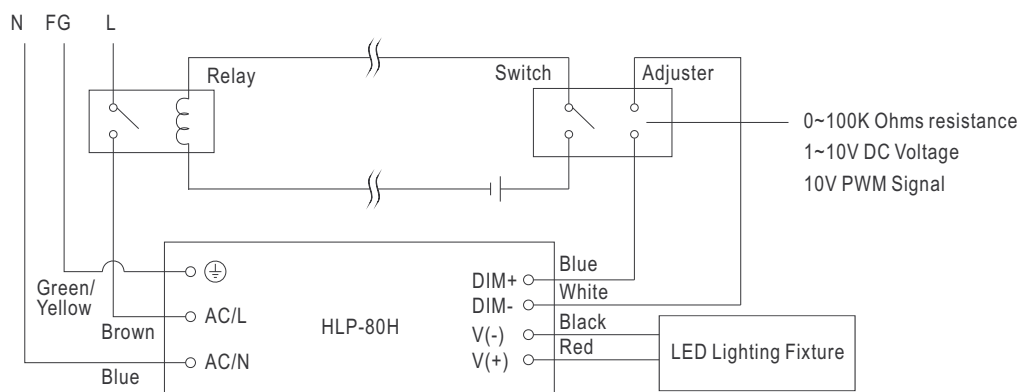 N FG L
Relay
Switch
Adjuster
0~100K Ohms resistance
1~10V DC Voltage
10V PWM Signal
Green/
Yellow
Brown
Blue
AC/L
AC/N
HLP-80H
DIM+
DIM-
V(-)
V(+)
Blue
White
Black
Red
LED Lighting Fixture